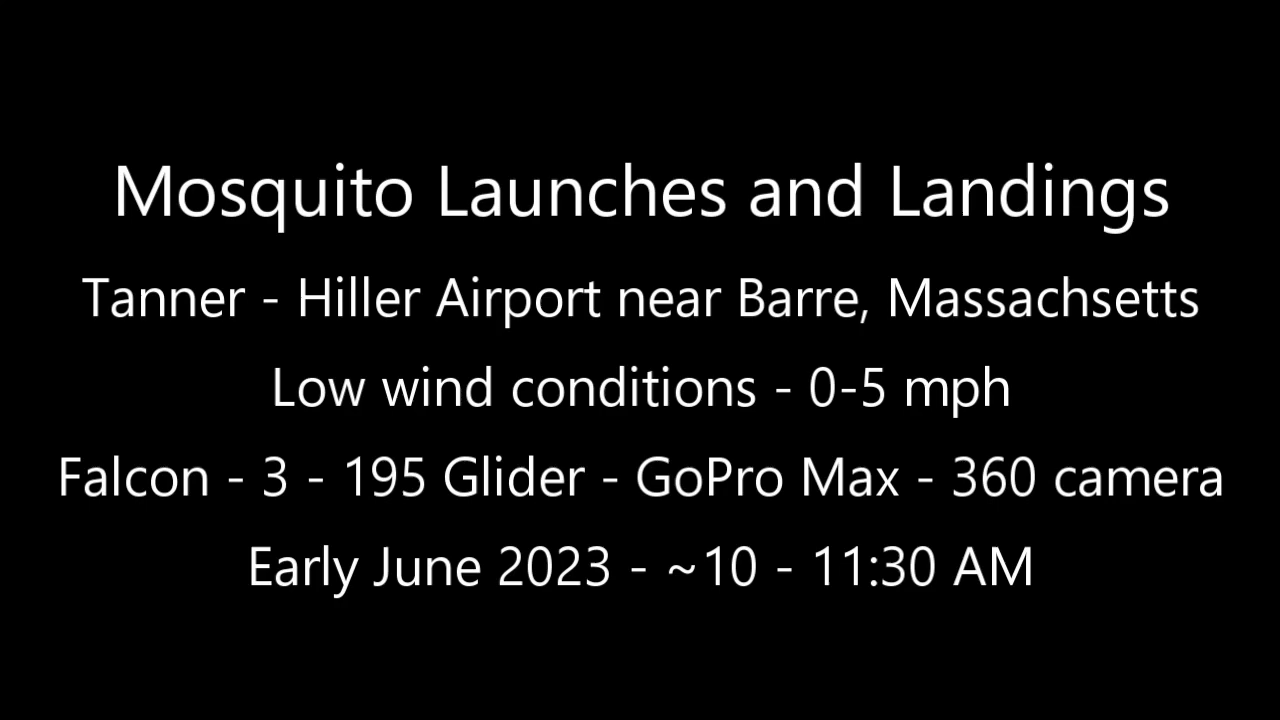 Mosquito Launches and Landings
Tanner - Hiller Airport near Barre, Massachsetts
Low wind conditions - 0-5 mph
Falcon - 3 - 195 Glider - GoPro Max - 360 camera
Early June 2023 - ~10 - 11:30 AM